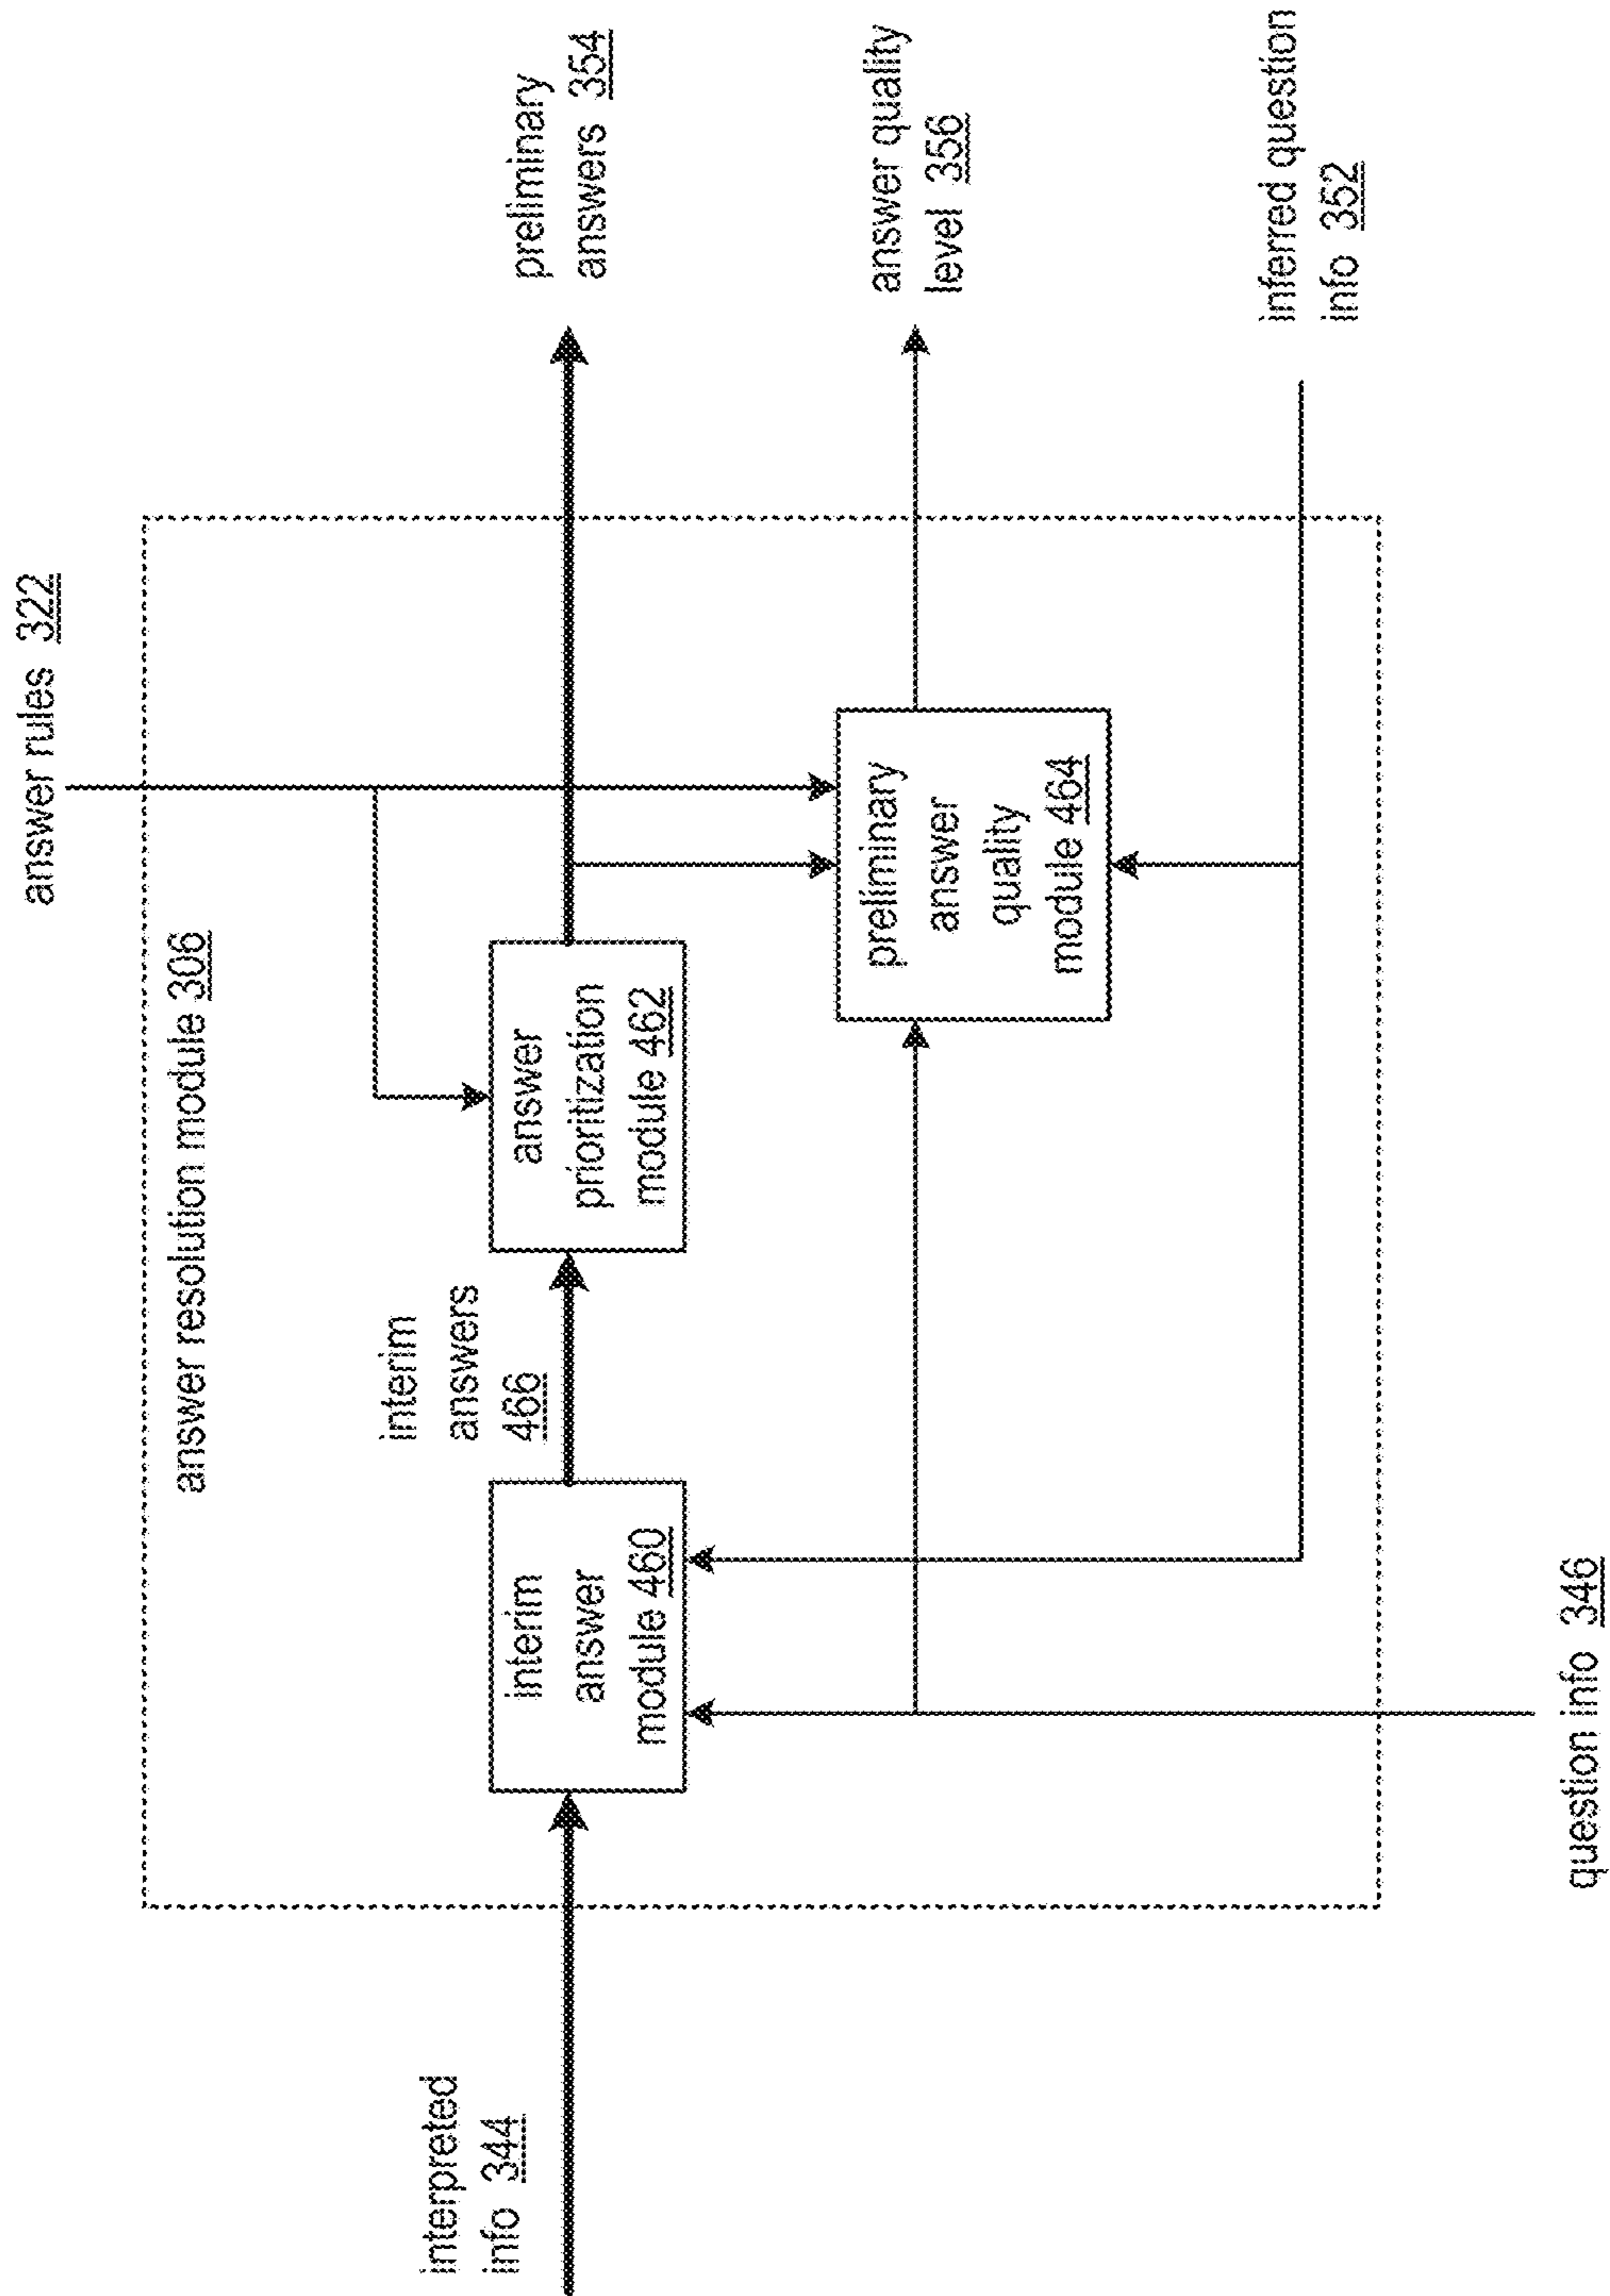 answer rules 322
answer resolution module 306
interpreted
info 344
interim
answer
module 460
interim
answers
466
answer
prioritization
module 462
preliminary
answers 354
preliminary
answer
quality
module 464
answer quality
level 356
inferred question
info 352
question info 346